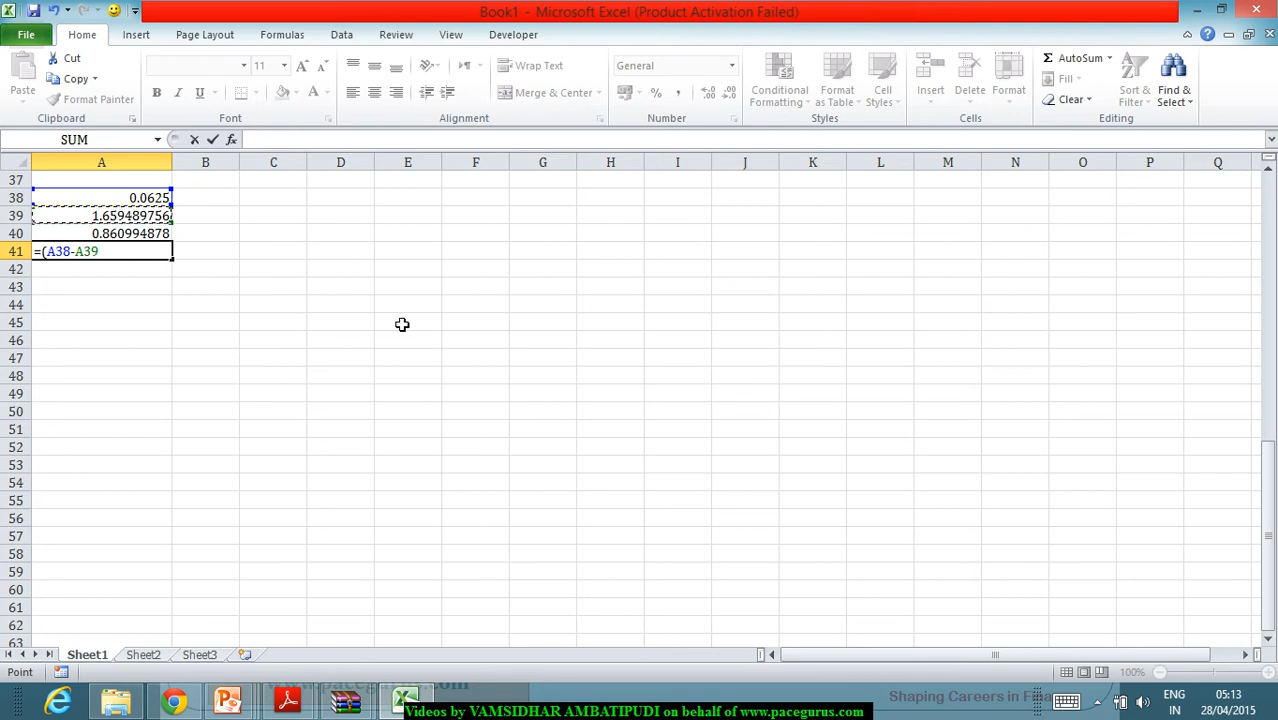 Book1 - Microsoft Excel (Product Activation Failed)
File Home Insert Page Layout Formulas Data Review View Developer
Paste
Cut
Copy
Format Painter
Clipboard
11
Font
Wrap Text
Merge & Center
Alignment
General
Number
Conditional Formatting
Format as Table
Cell Styles
Styles
Insert
Delete
Format
Cells
AutoSum
Fill
Clear
Sort & Filter
Find & Select
Editing
SUM
A B C D E F G H I J K L M N O P Q
37
38 0.0625
39 1.659489756
40 0.860994878
41 =(A38-A39
42
43
44
45
46
47
48
49
50
51
52
53
54
55
56
57
58
59
60
61
62
63
Sheet1 Sheet2 Sheet3
Point
100%
www.pacegurus.com
Shaping Careers in
Videos by VAMSIDHAR AMBATIPUDI on behalf of www.pacegurus.com
ENG
IN
05:13
28/04/2015